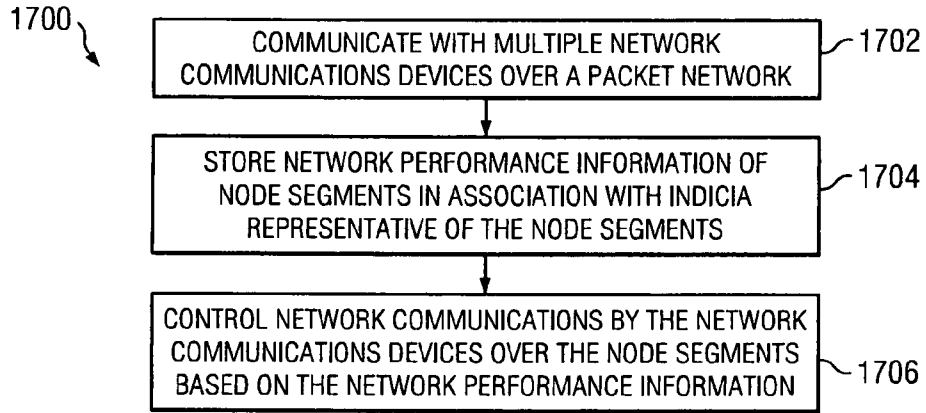 1700
COMMUNICATE WITH MULTIPLE NETWORK
COMMUNICATIONS DEVICES OVER A PACKET NETWORK
1702
STORE NETWORK PERFORMANCE INFORMATION OF
NODE SEGMENTS IN ASSOCIATION WITH INDICIA
REPRESENTATIVE OF THE NODE SEGMENTS
1704
CONTROL NETWORK COMMUNICATIONS BY THE NETWORK
COMMUNICATIONS DEVICES OVER THE NODE SEGMENTS
BASED ON THE NETWORK PERFORMANCE INFORMATION
1706